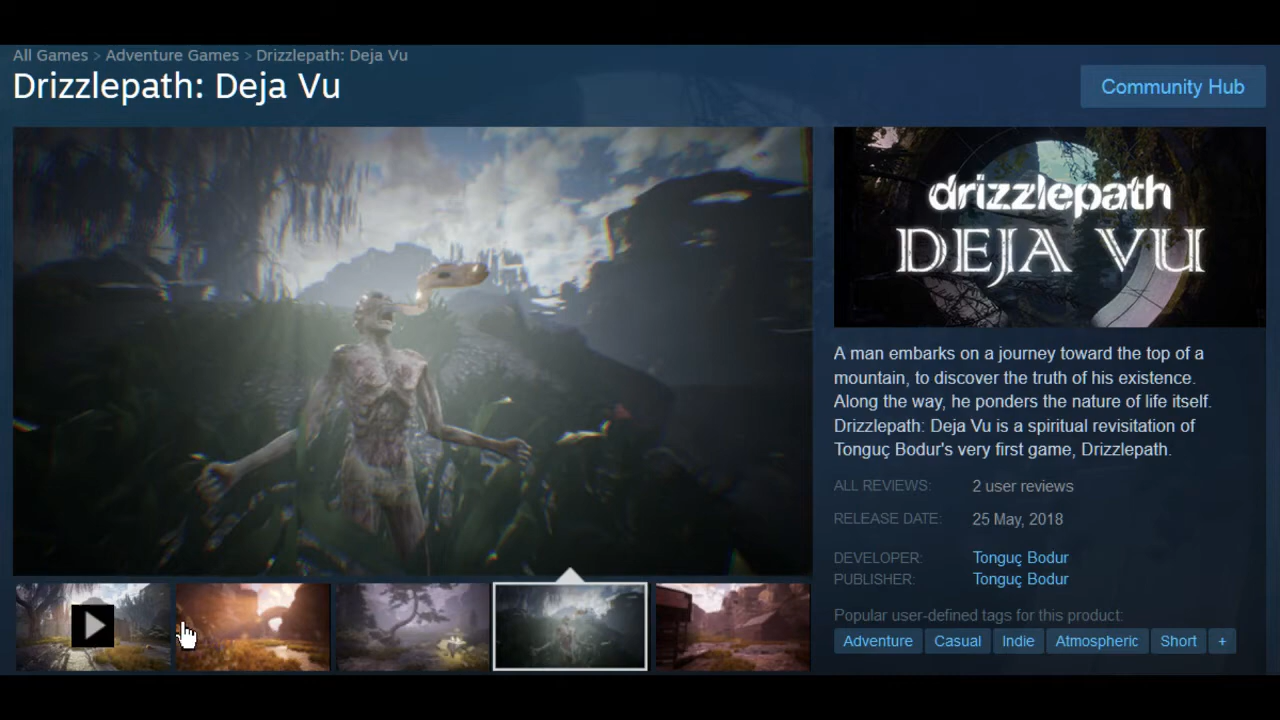 All Games > Adventure Games > Drizzlepath: Deja Vu
Drizzlepath: Deja Vu
Community Hub
drizzlepath
DEJA VU
A man embarks on a journey toward the top of a
mountain, to discover the truth of his existence.
Along the way, he ponders the nature of life itself.
Drizzlepath: Deja Vu is a spiritual revisitation of
Tonguç Bodur's very first game, Drizzlepath.
ALL REVIEWS: 2 user reviews
RELEASE DATE: 25 May, 2018
DEVELOPER: Tonguç Bodur
PUBLISHER: Tonguç Bodur
Popular user-defined tags for this product:
Adventure Casual Indie Atmospheric Short +